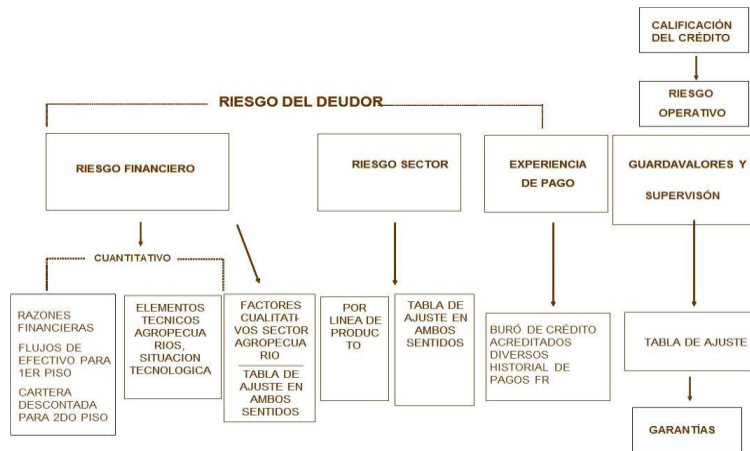 CALIFICACIÓN
DEL CRÉDITO
RIESGO
OPERATIVO
RIESGO DEL DEUDOR
RIESGO FINANCIERO
RIESGO SECTOR
EXPERIENCIA
DE PAGO
GUARDAVALORES Y
SUPERVISÓN
CUANTITATIVO
RAZONES
FINANCIERAS
FLUJOS DE
EFECTIVO PARA
1ER PISO
CARTERA
DESCONTADA
PARA 2DO PISO
ELEMENTOS
TECNICOS
AGROPECUA
RIOS,
SITUACION
TECNOLOGICA
FACTORES
CUALITATI-
VOS SECTOR
AGROPECUA
RIO
TABLA DE
AJUSTE EN
AMBOS
SENTIDOS
POR
LINEA DE
PRODUC
TO
TABLA DE
AJUSTE EN
AMBOS
SENTIDOS
BURÓ DE CRÉDITO
ACREDITADOS
DIVERSOS
HISTORIAL DE
PAGOS FR
TABLA DE AJUSTE
GARANTÍAS